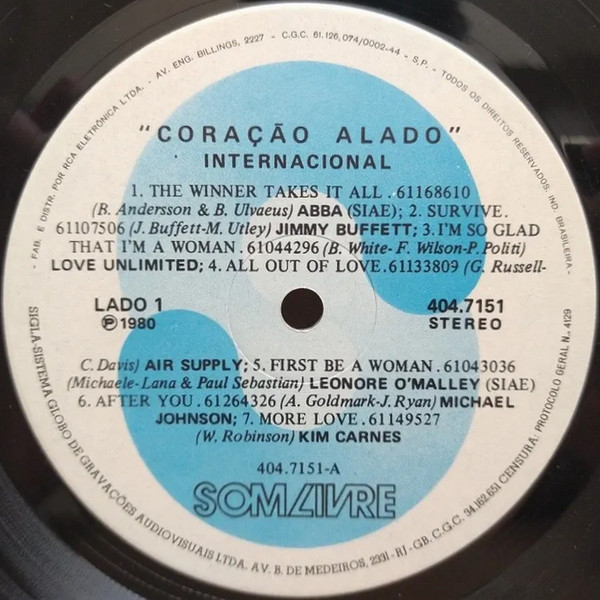 - FAB. E DISTR. POR RCA ELETRÔNICA LTDA. - AV. ENG. BILLINGS, 2227 - C.G.C. 61.126.074/0002-44 - S.P. - TODOS OS DIREITOS RESERVADOS. IND. BRASILEIRA -
"CORAÇÃO ALADO"
INTERNACIONAL
1. THE WINNER TAKES IT ALL .61168610
(B. Andersson & B. Ulvaeus) ABBA (SIAE); 2. SURVIVE.
61107506 (J. Buffett-M. Utley) JIMMY BUFFETT; 3. I'M SO GLAD
THAT I'M A WOMAN .61044296 (B. White- F. Wilson-P. Politi)
LOVE UNLIMITED; 4. ALL OUT OF LOVE .61133809 (G. Russell-
LADO 1
404.7151
℗ 1980
STEREO
C. Davis) AIR SUPPLY; 5. FIRST BE A WOMAN .61043036
(Michaele-Lana & Paul Sebastian) LEONORE O'MALLEY (SIAE)
6. AFTER YOU .61264326 (A. Goldmark-J. Ryan) MICHAEL
JOHNSON; 7. MORE LOVE .61149527
(W. Robinson) KIM CARNES
404.7151-A
SOM LIVRE
SIGLA-SISTEMA GLOBO DE GRAVAÇÕES AUDIOVISUAIS LTDA. AV. B. DE MEDEIROS, 2331 - RJ - GB. C.G.C. 34.162.651 CENSURA: PROTOCOLO GERAL N.. 4129